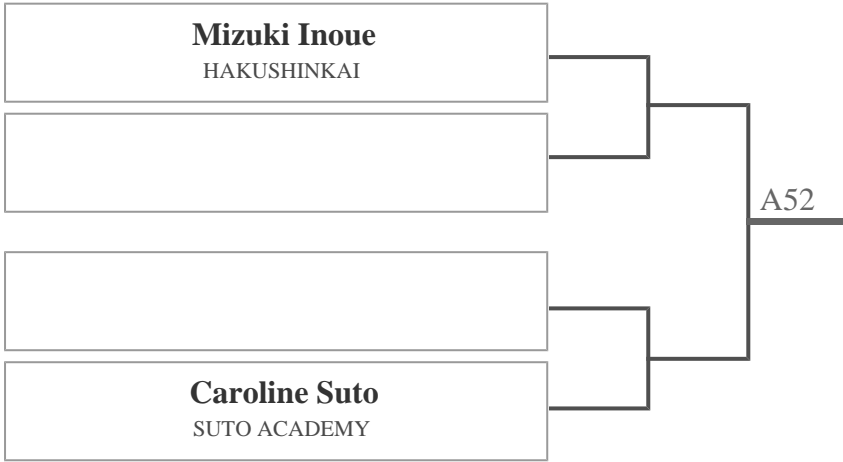 Mizuki Inoue
HAKUSHINKAI
A52
Caroline Suto
SUTO ACADEMY